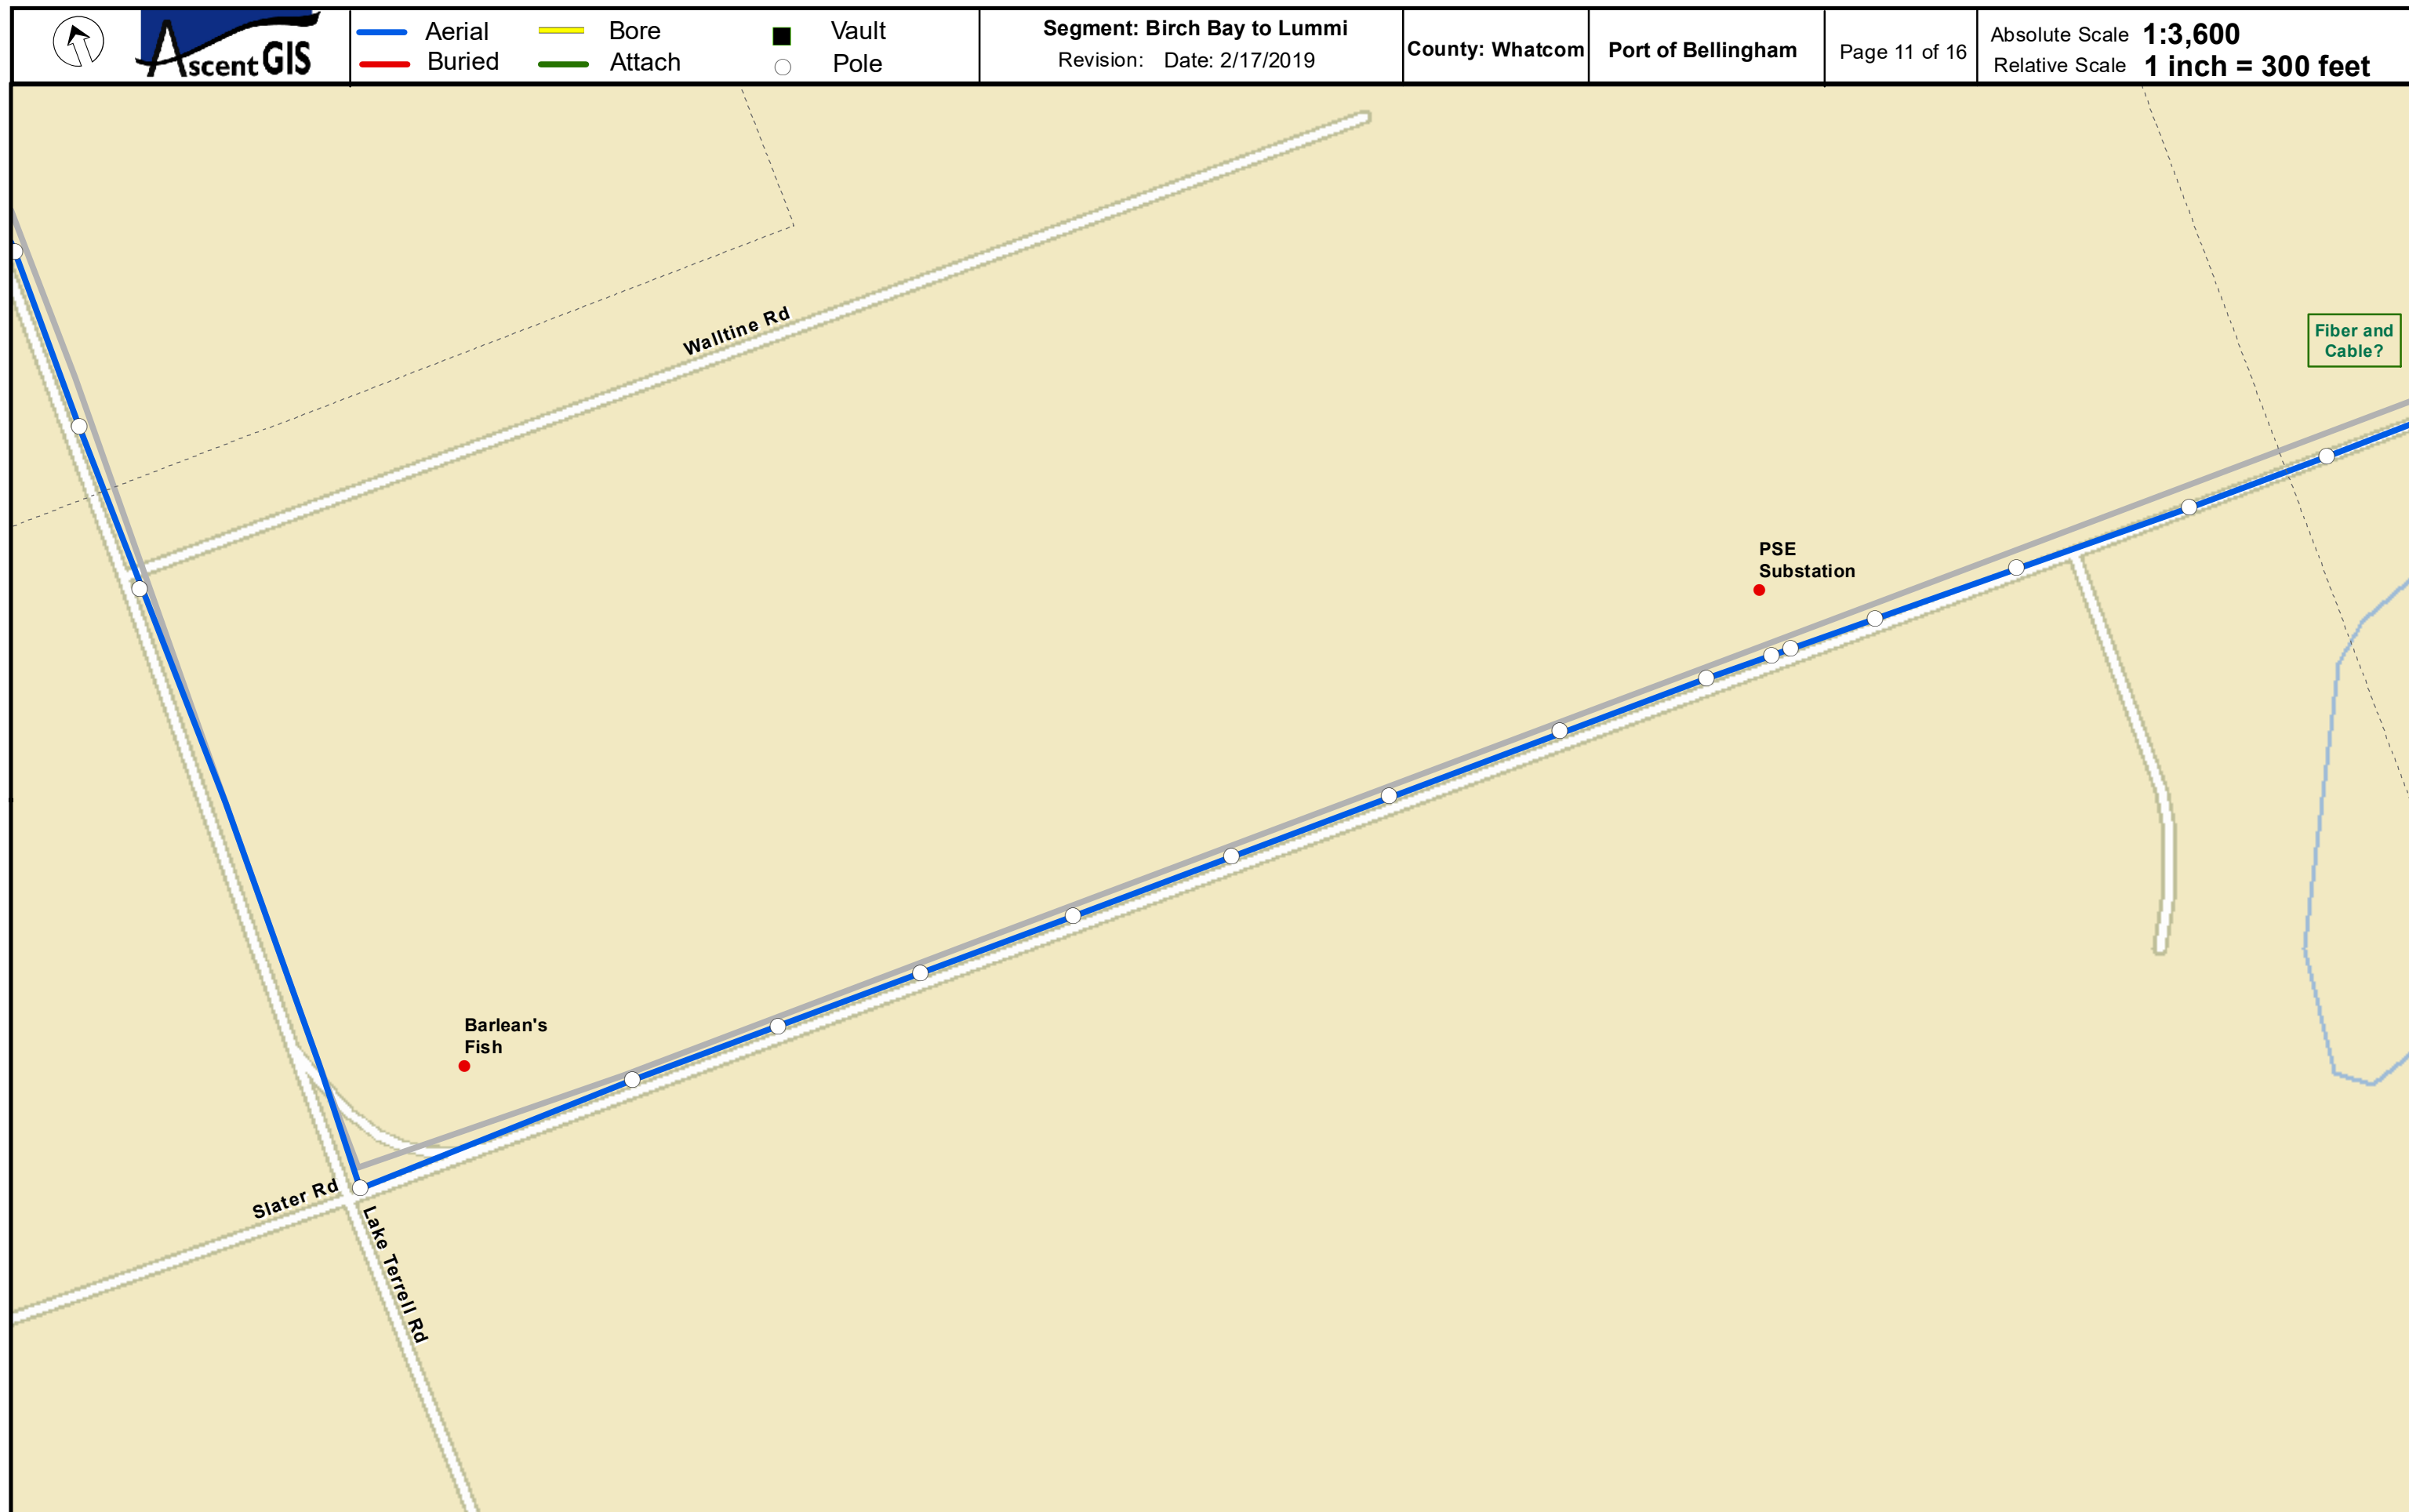 Ascent GIS
Aerial
Buried
Bore
Attach
Vault
Pole
Segment: Birch Bay to Lummi
Revision: Date: 2/17/2019
County: Whatcom
Port of Bellingham
Page 11 of 16
Absolute Scale 1:3,600
Relative Scale 1 inch = 300 feet
Walltine Rd
Fiber and
Cable?
PSE
Substation
Barlean's
Fish
Slater Rd
Lake Terrell Rd